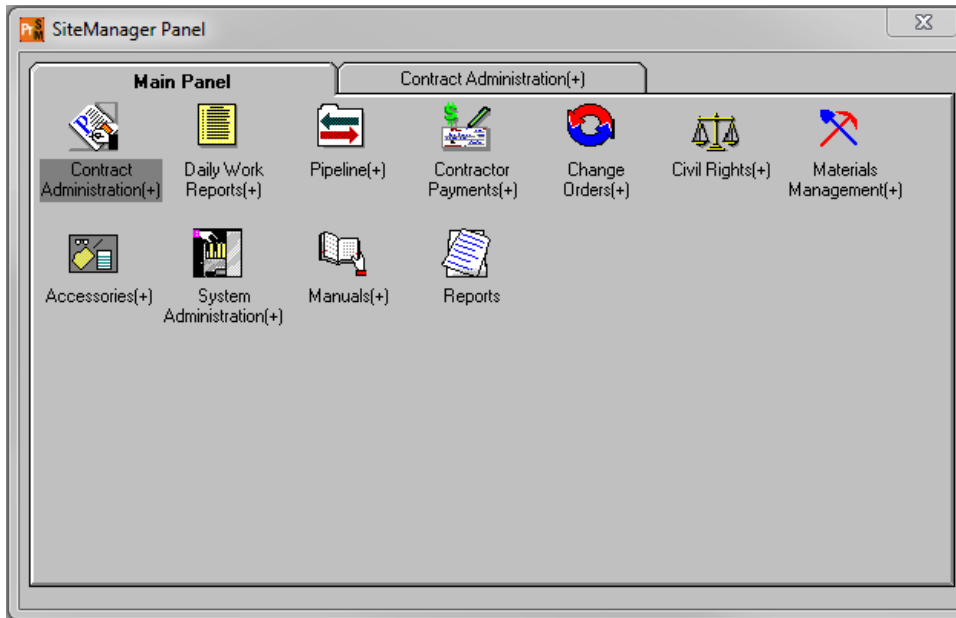 SiteManager Panel
Main Panel
Contract Administration(+)
Contract
Administration(+)
Daily Work
Reports(+)
Pipeline(+)
Contractor
Payments(+)
Change
Orders(+)
Civil Rights(+)
Materials
Management(+)
Accessories(+)
System
Administration(+)
Manuals(+)
Reports